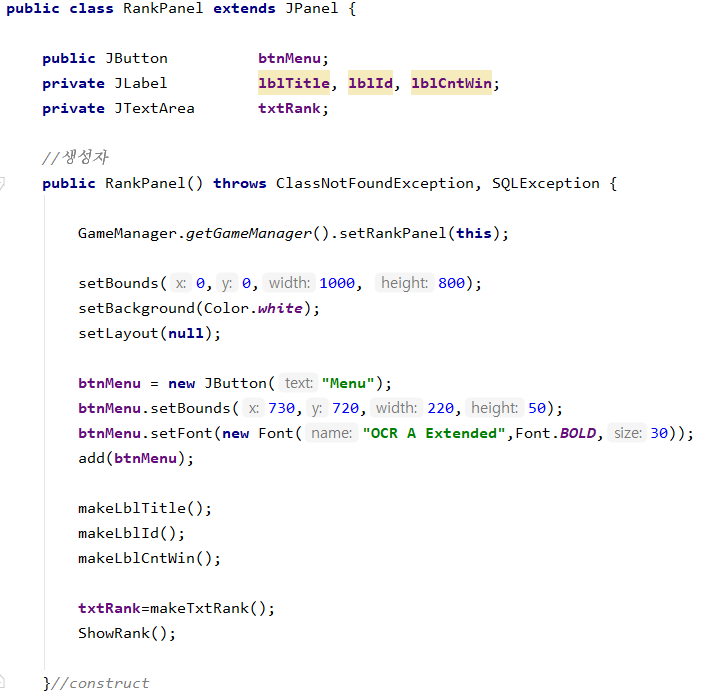 public class RankPanel extends JPanel {
public JButton btnMenu;
private JLabel lblTitle, lblId, lblCntWin;
private JTextArea txtRank;
//생성자
public RankPanel() throws ClassNotFoundException, SQLException {
GameManager.getGameManager().setRankPanel(this);
setBounds( x: 0, y: 0, width: 1000, height: 800);
setBackground(Color.white);
setLayout(null);
btnMenu = new JButton( text: "Menu");
btnMenu.setBounds( x: 730, y: 720, width: 220, height: 50);
btnMenu.setFont(new Font( name: "OCR A Extended",Font.BOLD, size: 30));
add(btnMenu);
makeLblTitle();
makeLblId();
makeLblCntWin();
txtRank=makeTxtRank();
ShowRank();
}//construct